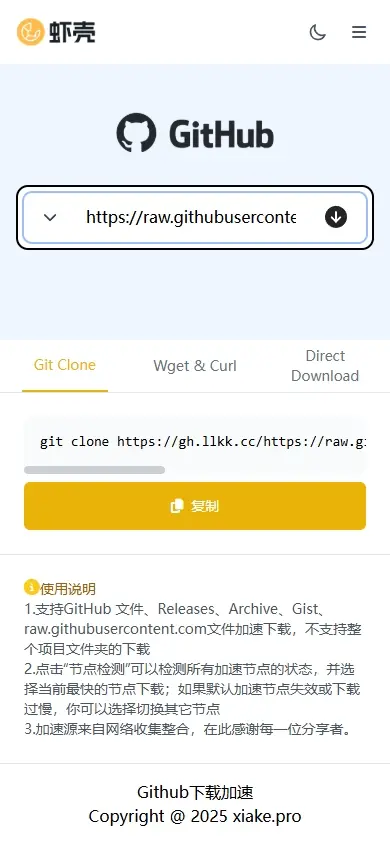 虾壳
GitHub
https://raw.githubuserconte
Git Clone
Wget & Curl
Direct
Download
git clone https://gh.llkk.cc/https://raw.gi
复制
使用说明
1.支持GitHub 文件、Releases、Archive、Gist、
raw.githubusercontent.com文件加速下载，不支持整
个项目文件夹的下载
2.点击“节点检测”可以检测所有加速节点的状态，并选
择当前最快的节点下载；如果默认加速节点失效或下载
过慢，你可以选择切换其它节点
3.加速源来自网络收集整合，在此感谢每一位分享者。
Github下载加速
Copyright @ 2025 xiake.pro